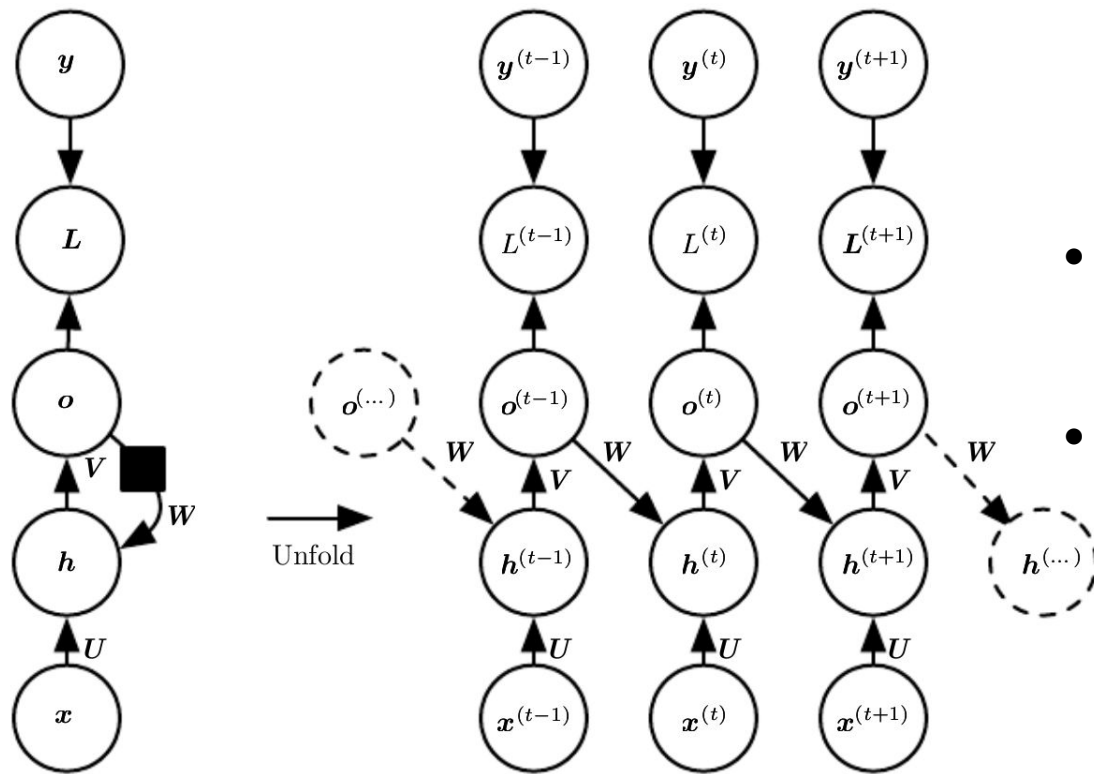 y y^(t−1) y^(t) y^(t+1)
L L^(t−1) L^(t) L^(t+1)
•
o o^(...) o^(t−1) o^(t) o^(t+1)
•
W W W W
V V V V
W
Unfold
h h^(t−1) h^(t) h^(t+1) h^(...)
U U U U
x x^(t−1) x^(t) x^(t+1)